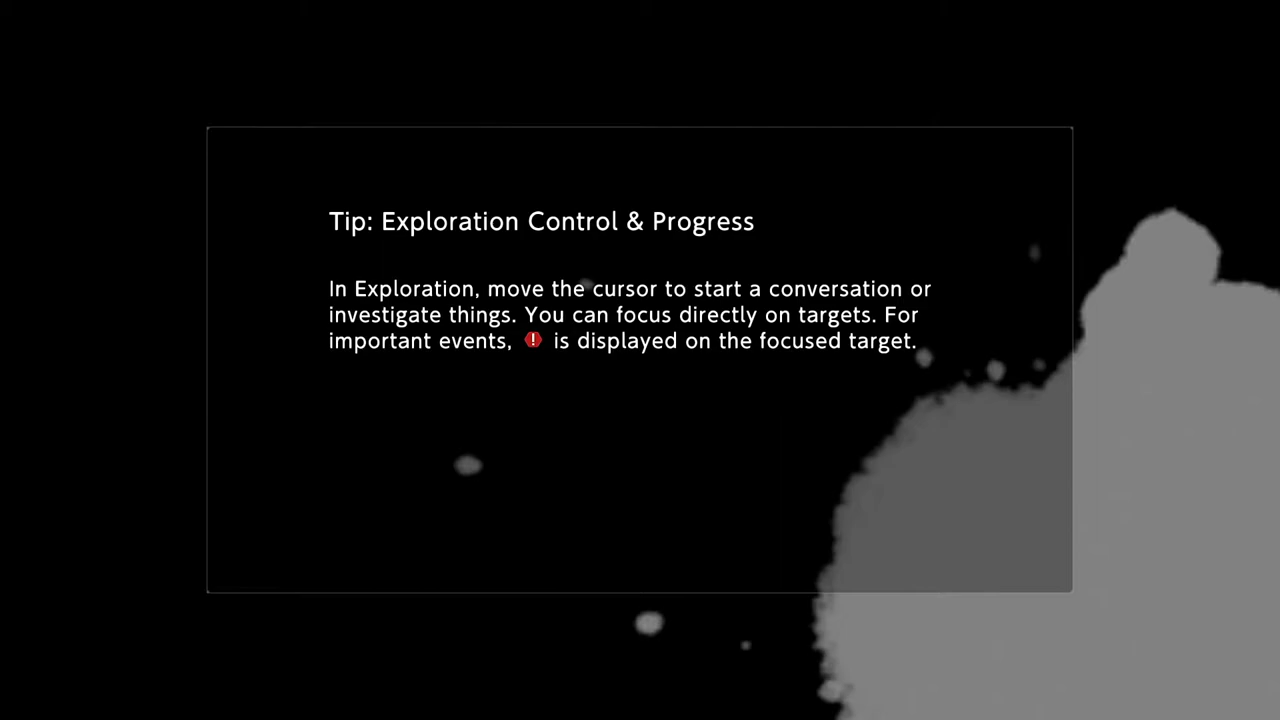 Tip: Exploration Control & Progress
In Exploration, move the cursor to start a conversation or
investigate things. You can focus directly on targets. For
important events, ! is displayed on the focused target.